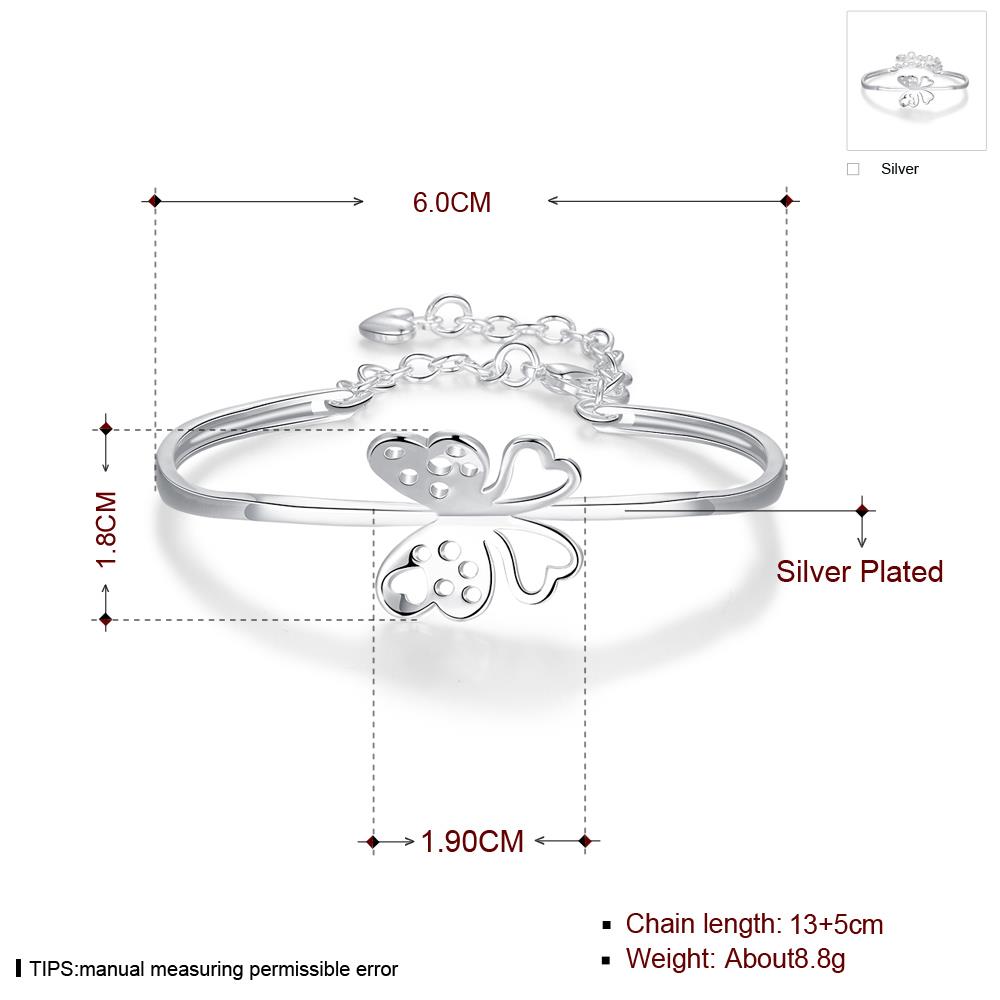 Silver
6.0CM
1.8CM
Silver Plated
1.90CM
Chain length: 13+5cm
Weight: About8.8g
TIPS:manual measuring permissible error